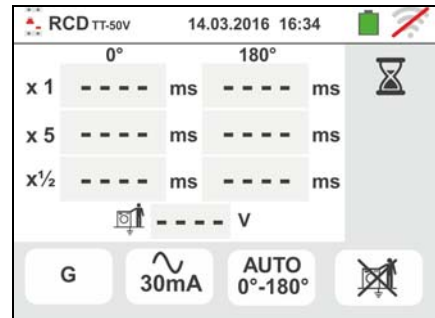 RCD TT-50V 14.03.2016 16:34
0° 180°
x 1 - - - - ms - - - - ms
x 5 - - - - ms - - - - ms
x½ - - - - ms - - - - ms
- - - - V
G 30mA AUTO 0°-180°